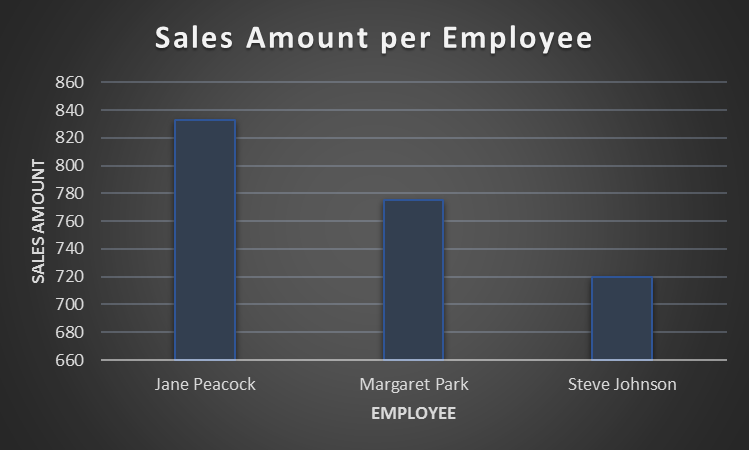 Sales Amount per Employee
860
840
820
800
780
760
740
720
700
680
660
SALES AMOUNT
Jane Peacock
Margaret Park
Steve Johnson
EMPLOYEE